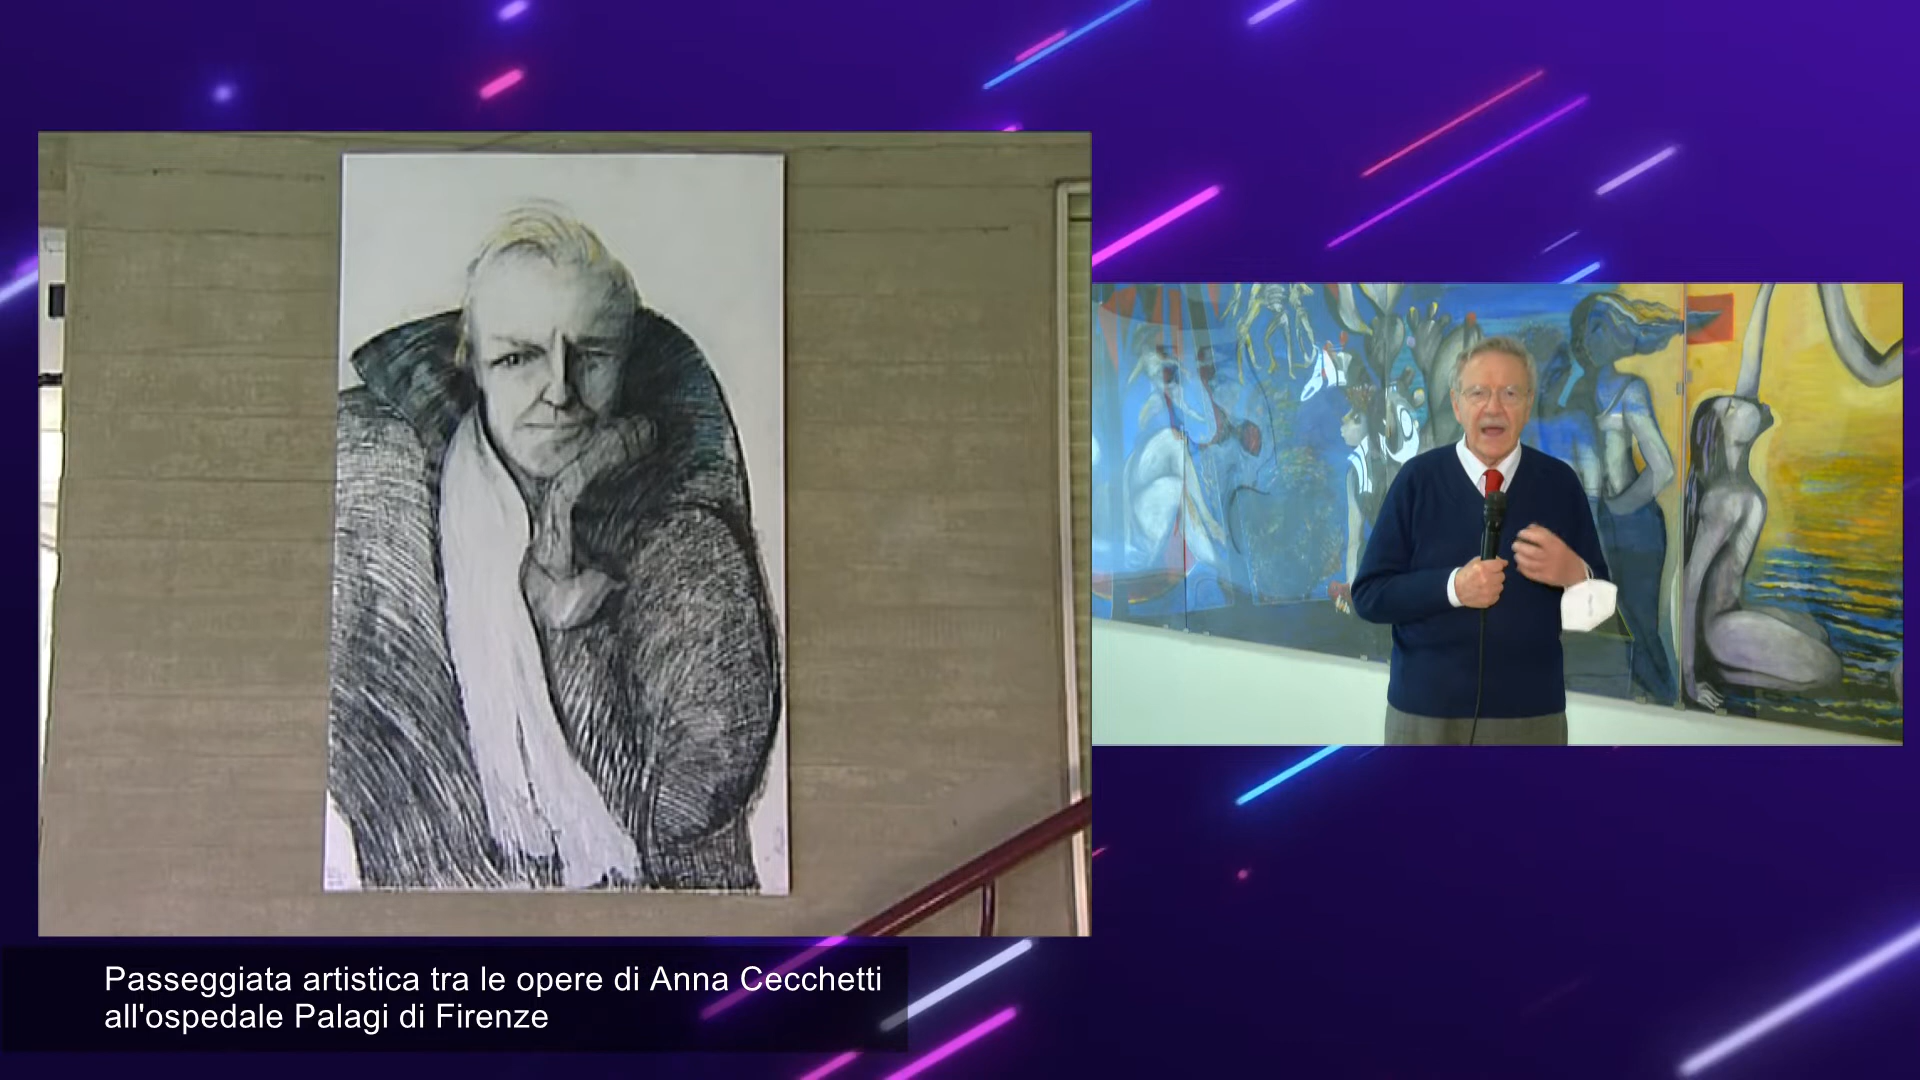 Passeggiata artistica tra le opere di Anna Cecchetti
all'ospedale Palagi di Firenze